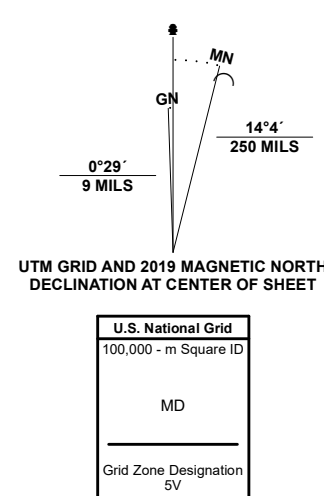 MN
GN
14°4´
250 MILS
0°29´
9 MILS
UTM GRID AND 2019 MAGNETIC NORTH
DECLINATION AT CENTER OF SHEET
U.S. National Grid
100,000 - m Square ID
MD
Grid Zone Designation
5V